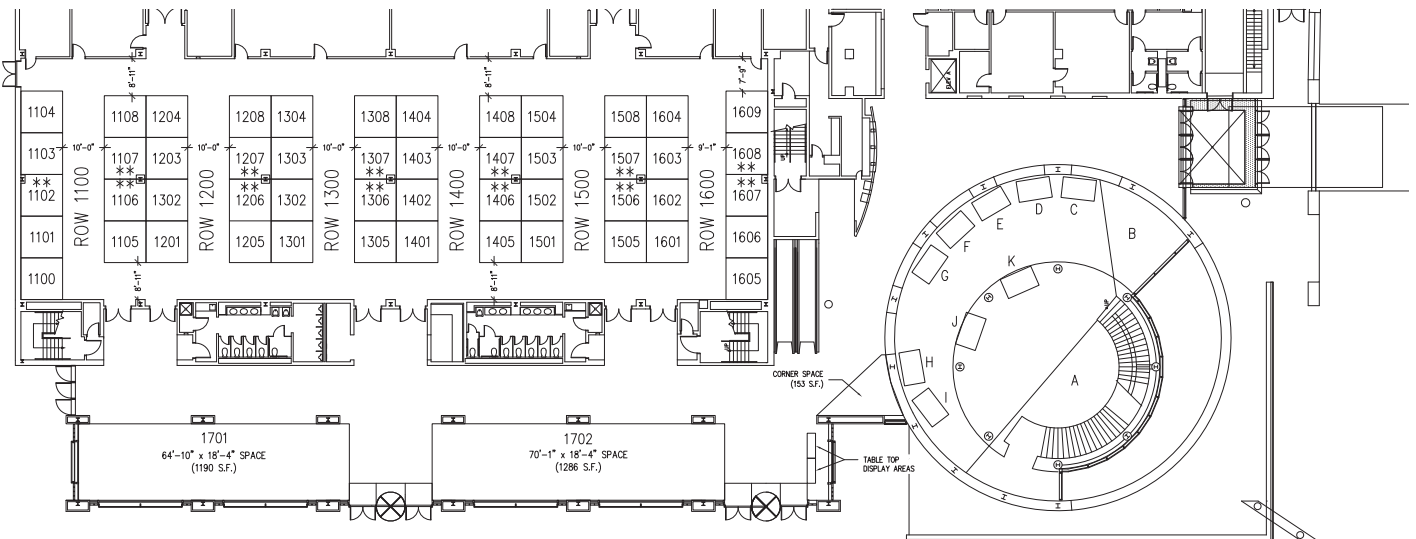 8'-11"
8'-11"
7'-9"
ELEV A
1104
1108 1204
1208 1304
1308 1404
1408 1504
1508 1604
1609
1103
10'-0"
1107 1203
10'-0"
1207 1303
10'-0"
1307 1403
10'-0"
1407 1503
10'-0"
1507 1603
9'-1"
1608
**
**
**
**
**
**
**
**
**
**
**
**
**
1102
1106 1302
1206 1302
1306 1402
1406 1502
1506 1602
1607
ROW 1100
ROW 1200
ROW 1300
ROW 1400
ROW 1500
ROW 1600
1101
1105 1201
1205 1301
1305 1401
1405 1501
1505 1601
1606
1100
1605
8'-11"
8'-11"
D C
E
B
F
G
K
J
H
I
A
CORNER SPACE
(153 S.F.)
1701
64'-10" x 18'-4" SPACE
(1190 S.F.)
1702
70'-1" x 18'-4" SPACE
(1286 S.F.)
TABLE TOP
DISPLAY AREAS